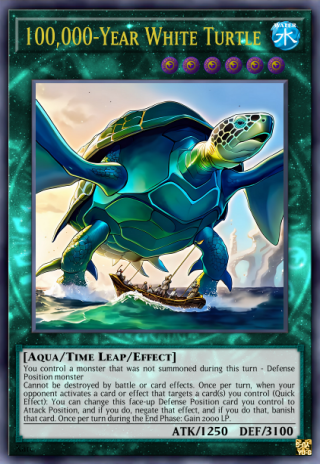 100,000-Year White Turtle
WATER
水
[Aqua/Time Leap/Effect]
You control a monster that was not summoned during this turn - Defense
Position monster
Cannot be destroyed by battle or card effects. Once per turn, when your
opponent activates a card or effect that targets a card(s) you control (Quick
Effect): You can change this face-up Defense Position card you control to
Attack Position, and if you do, negate that effect, and if you do that, banish
that card. Once per turn during the End Phase: Gain 2000 LP.
ATK/1250 DEF/3100